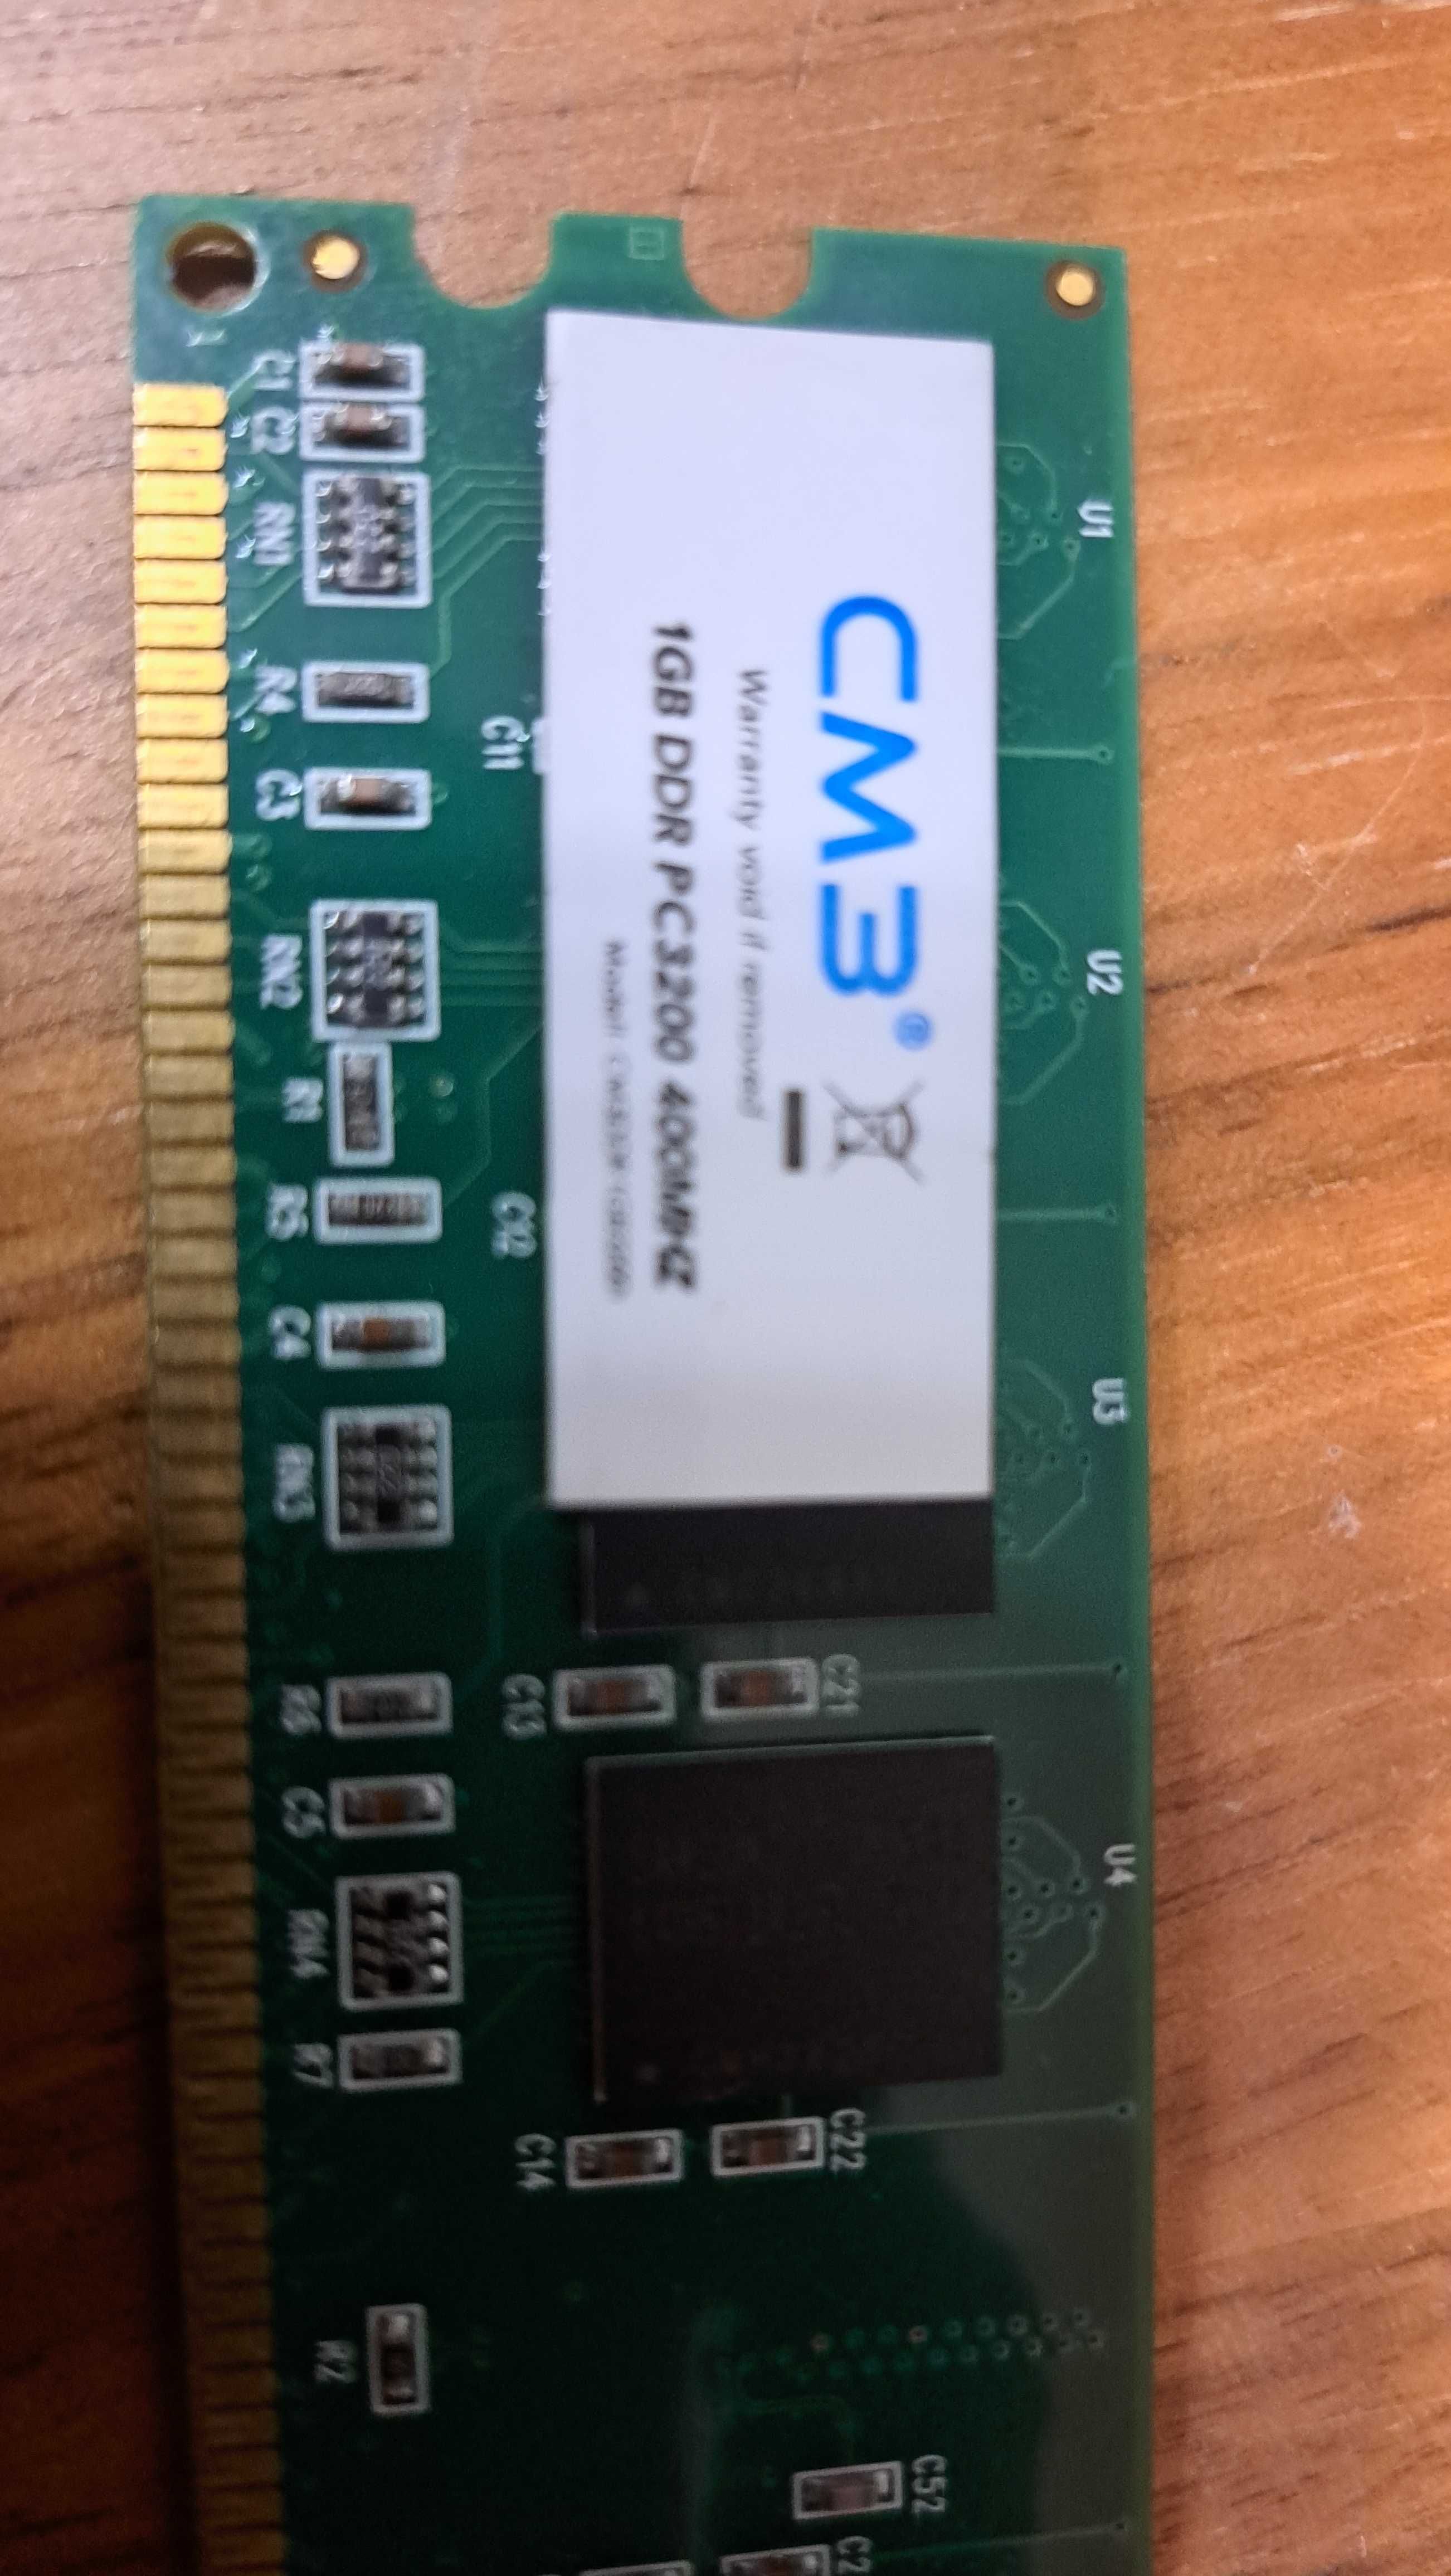 CM3®
Warranty void if removed
1GB DDR PC3200 400MHZ
U1
U2
U3
U4
C1
C2
RN1
R4
C3
C11
RN2
R1
R5
C12
C4
RN3
R6
C13
C21
C5
RN4
R7
C14
C22
R2
C52